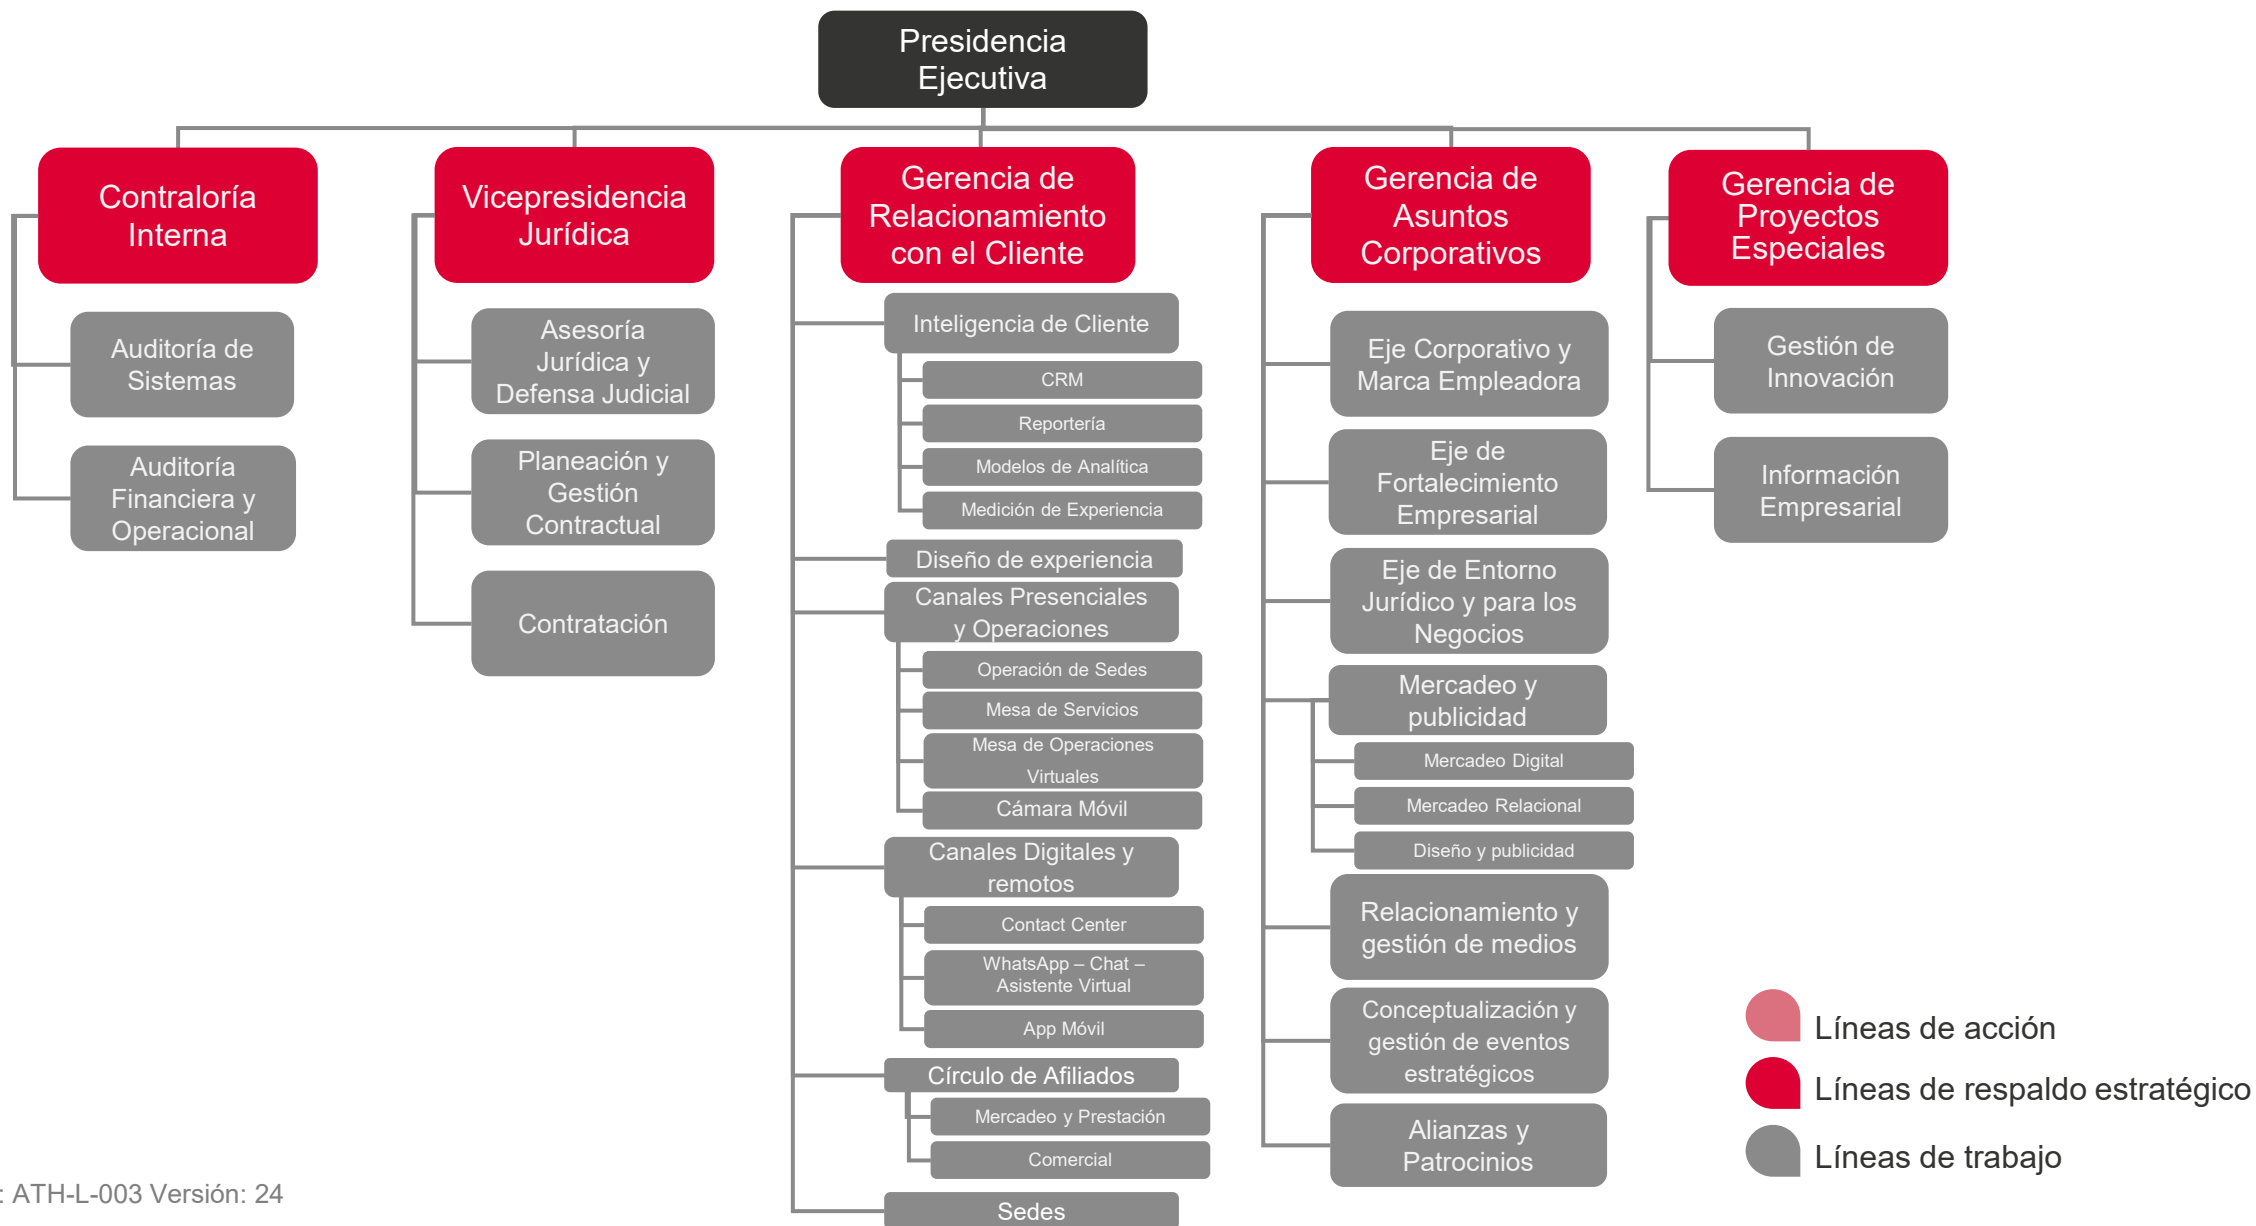 Presidencia
Ejecutiva
Contraloría
Interna
Auditoría de
Sistemas
Auditoría
Financiera y
Operacional
Vicepresidencia
Jurídica
Asesoría
Jurídica y
Defensa Judicial
Planeación y
Gestión
Contractual
Contratación
Gerencia de
Relacionamiento
con el Cliente
Inteligencia de Cliente
CRM
Reportería
Modelos de Analítica
Medición de Experiencia
Diseño de experiencia
Canales Presenciales
y Operaciones
Operación de Sedes
Mesa de Servicios
Mesa de Operaciones
Virtuales
Cámara Móvil
Canales Digitales y
remotos
Contact Center
WhatsApp – Chat –
Asistente Virtual
App Móvil
Círculo de Afiliados
Mercadeo y Prestación
Comercial
Sedes
Gerencia de
Asuntos
Corporativos
Eje Corporativo y
Marca Empleadora
Eje de
Fortalecimiento
Empresarial
Eje de Entorno
Jurídico y para los
Negocios
Mercadeo y
publicidad
Mercadeo Digital
Mercadeo Relacional
Diseño y publicidad
Relacionamiento y
gestión de medios
Conceptualización y
gestión de eventos
estratégicos
Alianzas y
Patrocinios
Gerencia de
Proyectos
Especiales
Gestión de
Innovación
Información
Empresarial
Líneas de acción
Líneas de respaldo estratégico
Líneas de trabajo
: ATH-L-003 Versión: 24